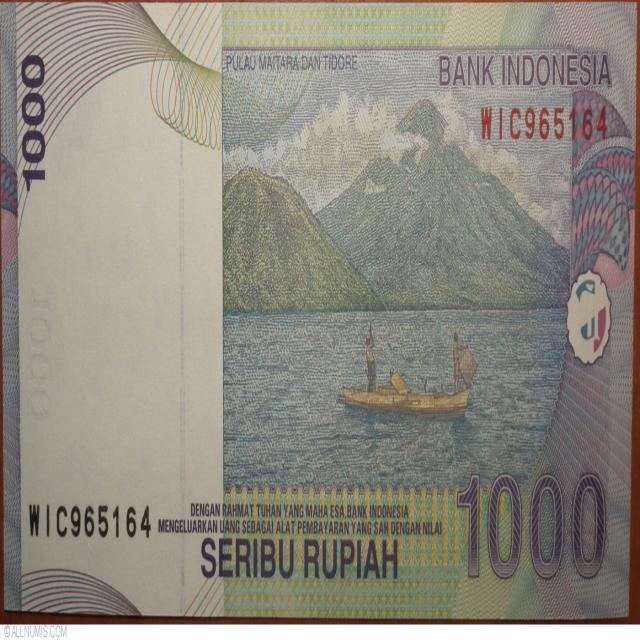 1000
PULAU MAITARA DAN TIDORE
BANK INDONESIA
WIC965164
WIC965164
DENGAN RAHMAT TUHAN YANG MAHA ESA, BANK INDONESIA
MENGELUARKAN UANG SEBAGAI ALAT PEMBAYARAN YANG SAH DENGAN NILAI
SERIBU RUPIAH
1000
©ALLNUMIS.COM